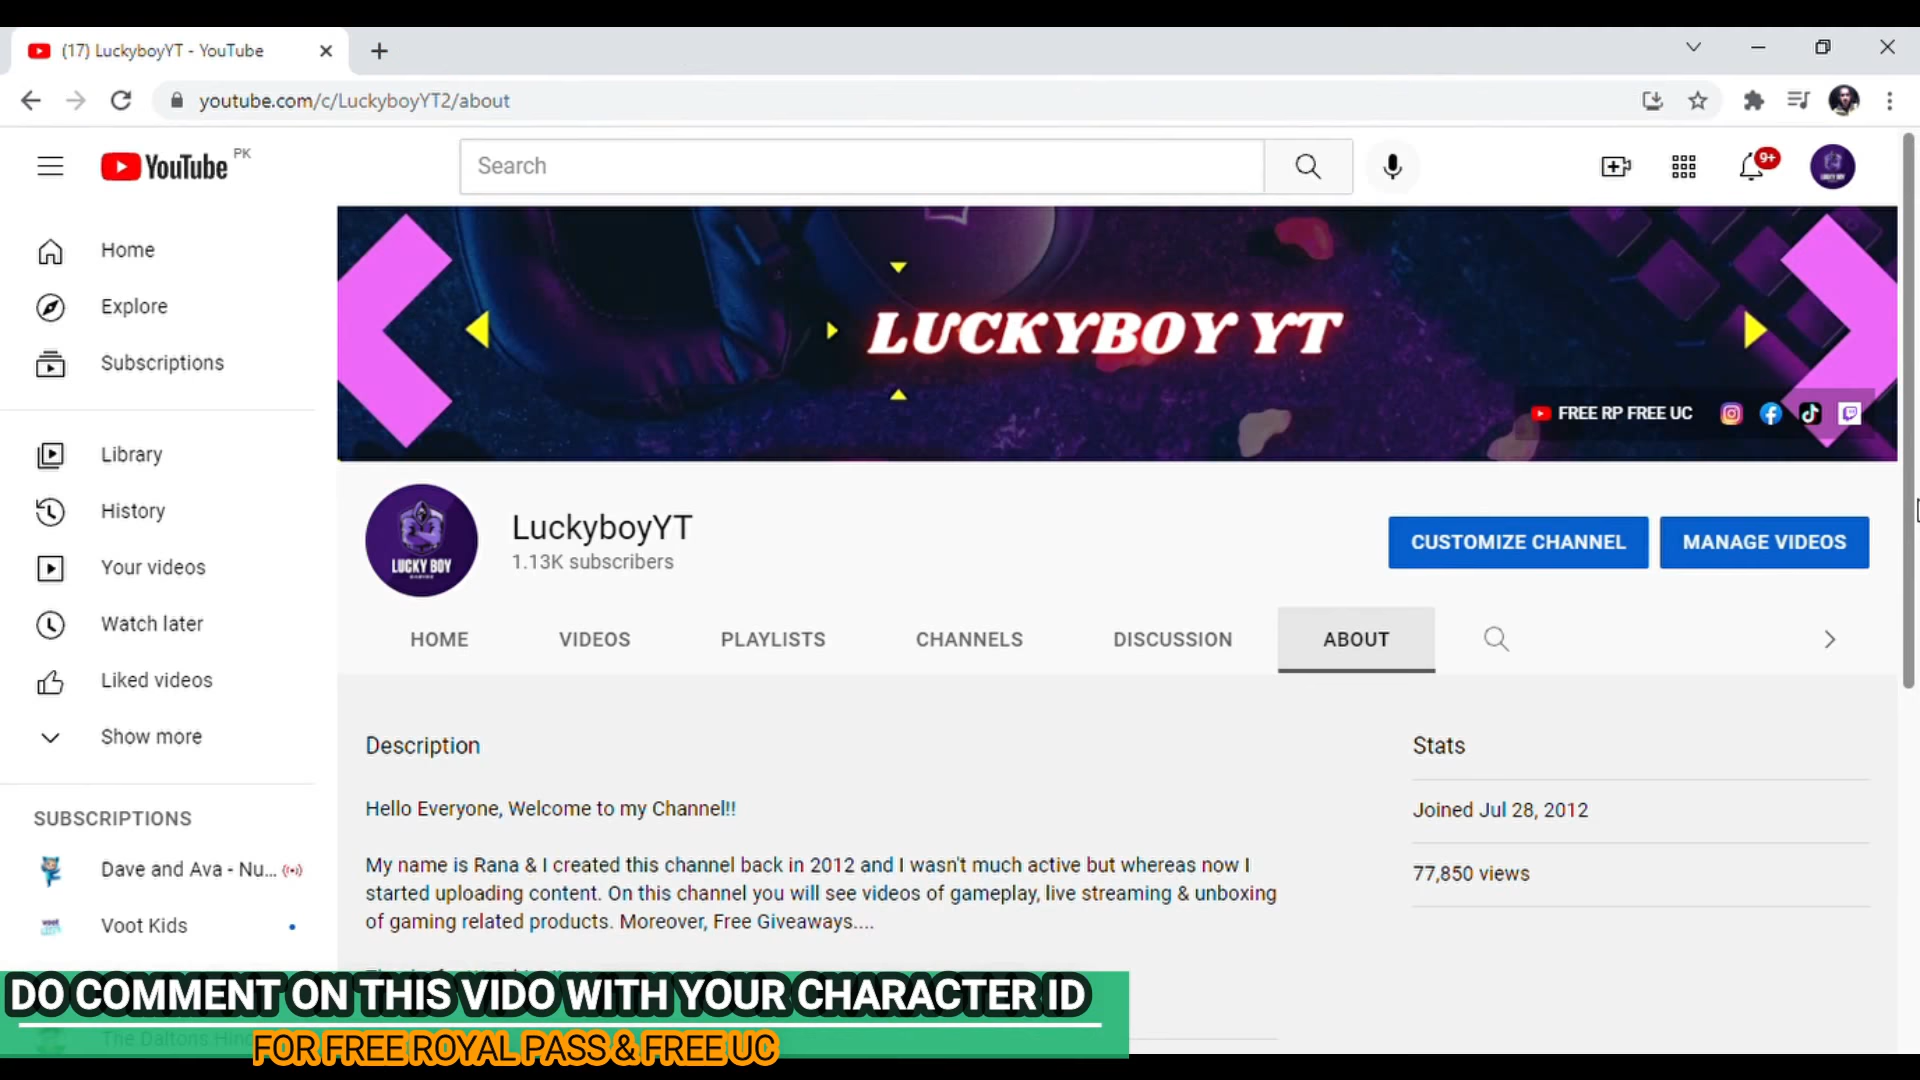 (17) LuckyboyYT - YouTube
youtube.com/c/LuckyboyYT2/about
YouTube PK
Search
9+
Home
Explore
Subscriptions
Library
History
Your videos
Watch later
Liked videos
Show more
SUBSCRIPTIONS
Dave and Ava - Nu...
Voot Kids
The Daltons Hind
LUCKYBOY YT
FREE RP FREE UC
LUCKY BOY
LuckyboyYT
1.13K subscribers
CUSTOMIZE CHANNEL
MANAGE VIDEOS
HOME
VIDEOS
PLAYLISTS
CHANNELS
DISCUSSION
ABOUT
Description
Hello Everyone, Welcome to my Channel!!
My name is Rana & I created this channel back in 2012 and I wasn't much active but whereas now I
started uploading content. On this channel you will see videos of gameplay, live streaming & unboxing
of gaming related products. Moreover, Free Giveaways....
Stats
Joined Jul 28, 2012
77,850 views
DO COMMENT ON THIS VIDO WITH YOUR CHARACTER ID
FOR FREE ROYAL PASS & FREE UC